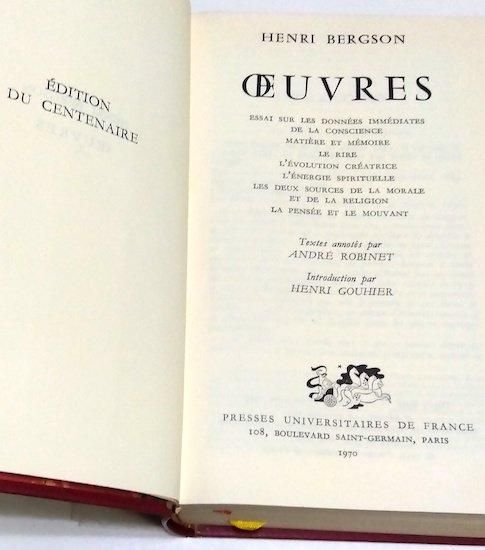 ÉDITION
DU CENTENAIRE
HENRI BERGSON
ŒUVRES
ESSAI SUR LES DONNÉES IMMÉDIATES
DE LA CONSCIENCE
MATIÈRE ET MÉMOIRE
LE RIRE
L'ÉVOLUTION CRÉATRICE
L'ÉNERGIE SPIRITUELLE
LES DEUX SOURCES DE LA MORALE
ET DE LA RELIGION
LA PENSÉE ET LE MOUVANT
Textes annotés par
ANDRÉ ROBINET
Introduction par
HENRI GOUHIER
PRESSES UNIVERSITAIRES DE FRANCE
108, BOULEVARD SAINT-GERMAIN, PARIS
1970